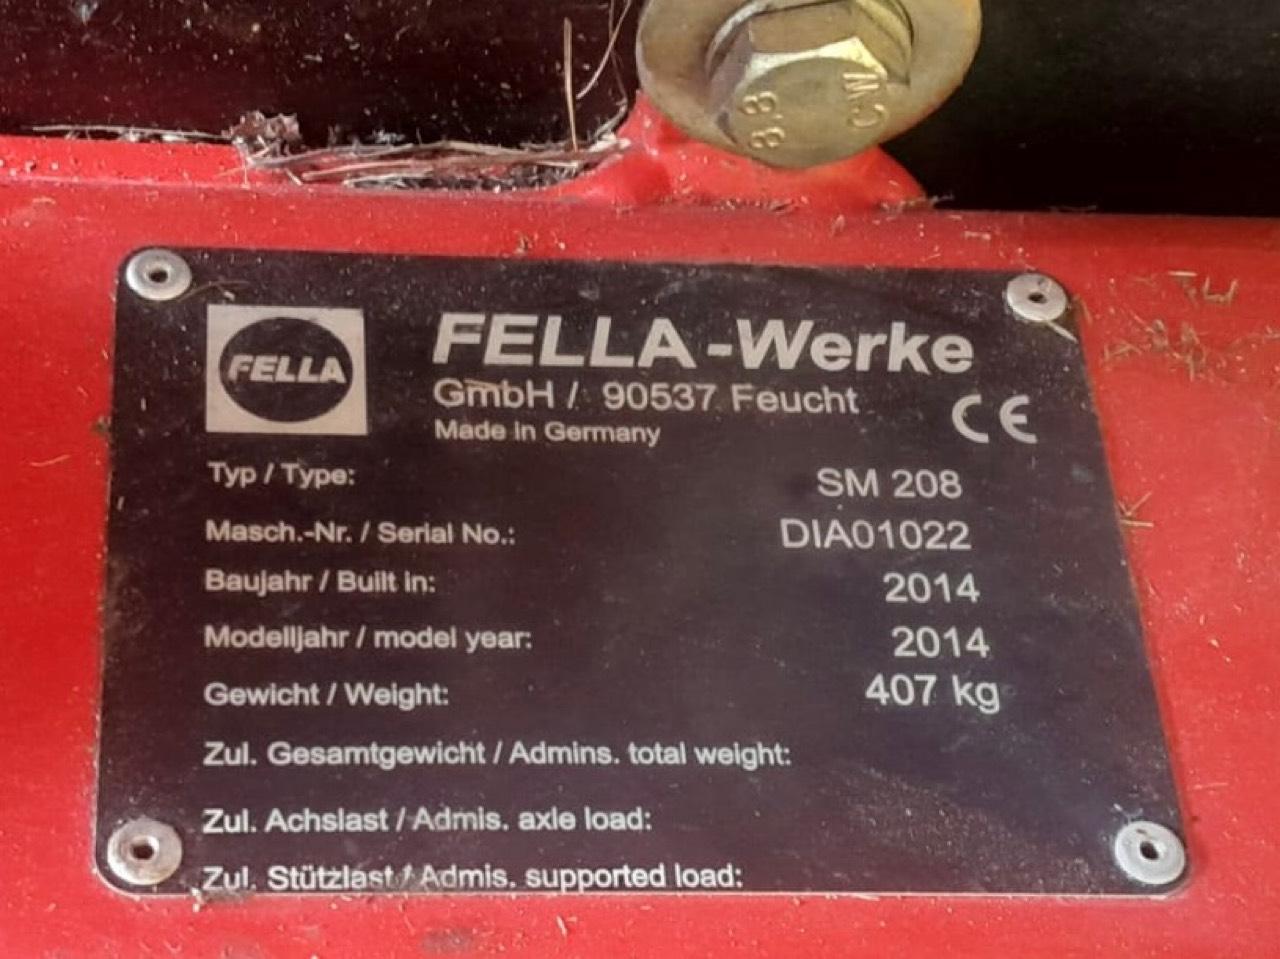 8.8
CW
FELLA
FELLA-Werke
GmbH / 90537 Feucht
Made in Germany
CE
Typ / Type: SM 208
Masch.-Nr. / Serial No.: DIA01022
Baujahr / Built in: 2014
Modelljahr / model year: 2014
Gewicht / Weight: 407 kg
Zul. Gesamtgewicht / Admins. total weight:
Zul. Achslast / Admis. axle load:
Zul. Stützlast / Admis. supported load: